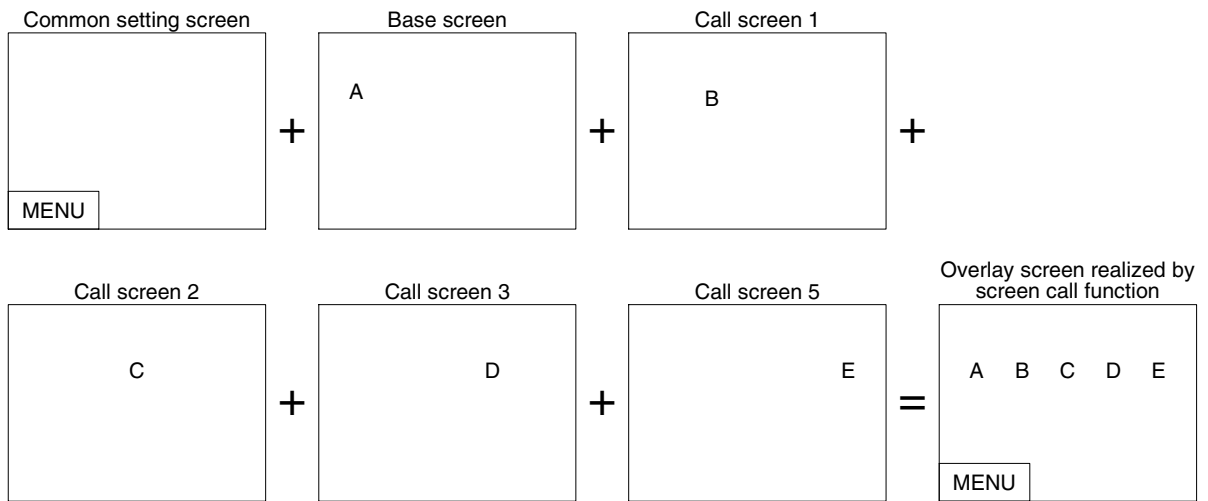 Common setting screen
Base screen
Call screen 1
A
B
+
+
+
MENU
Call screen 2
Call screen 3
Call screen 5
Overlay screen realized by
screen call function
C
D
E
A B C D E
+
+
=
MENU